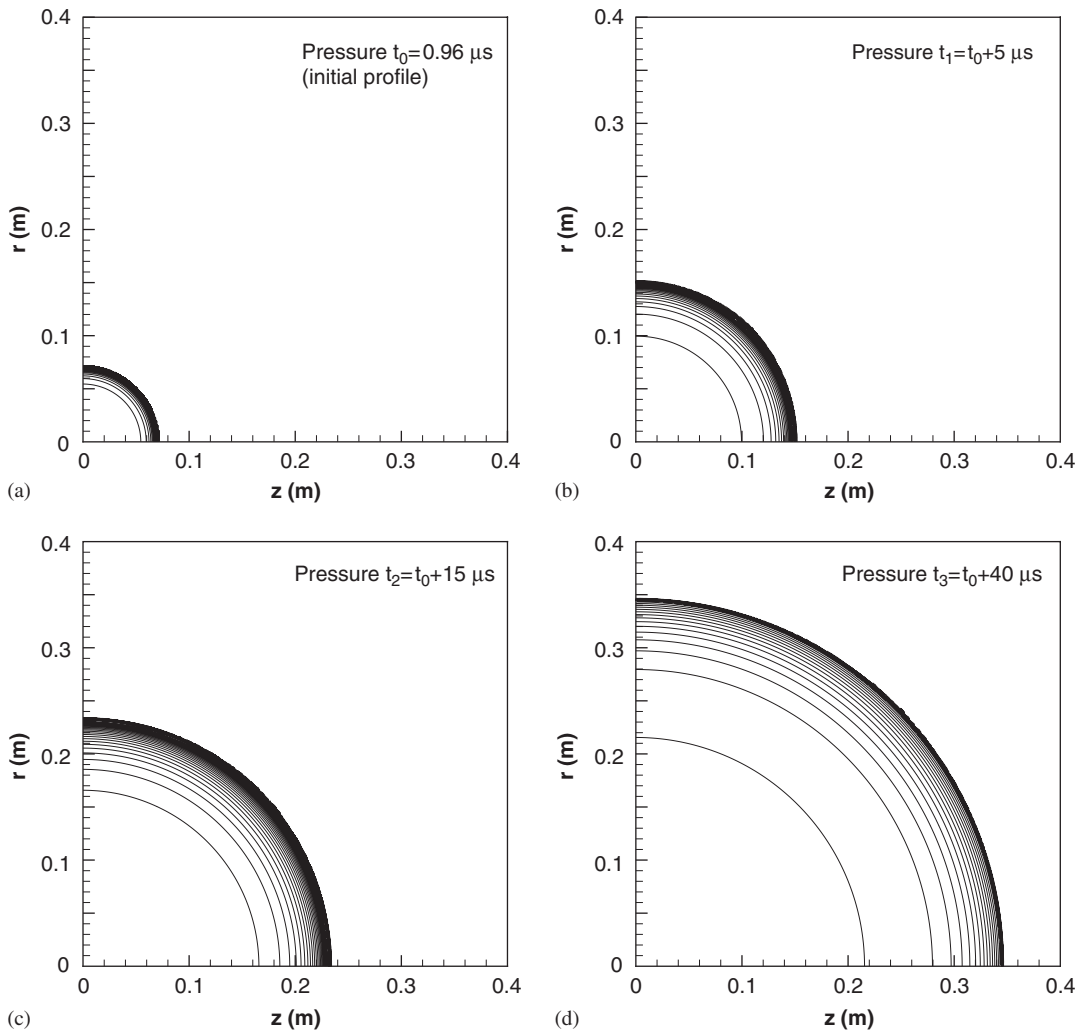 0.4
Pressure t₀=0.96 μs
(initial profile)
0.3
r (m)
0.2
0.1
0
0 0.1 0.2 0.3 0.4
(a) z (m)
0.4
Pressure t₁=t₀+5 μs
0.3
r (m)
0.2
0.1
0
0 0.1 0.2 0.3 0.4
(b) z (m)
0.4
Pressure t₂=t₀+15 μs
0.3
r (m)
0.2
0.1
0
0 0.1 0.2 0.3 0.4
(c) z (m)
0.4
Pressure t₃=t₀+40 μs
0.3
r (m)
0.2
0.1
0
0 0.1 0.2 0.3 0.4
(d) z (m)